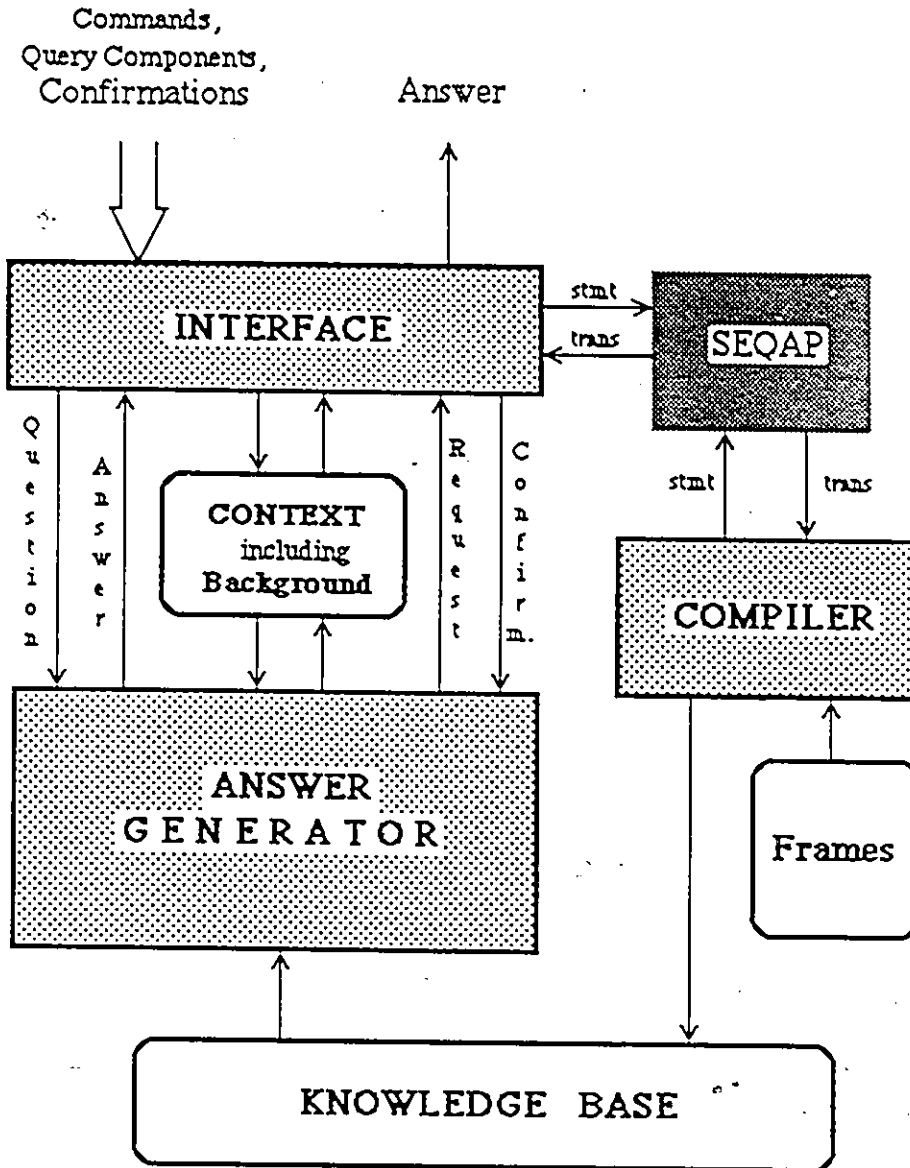 Commands,
Query Components,
Confirmations
Answer
INTERFACE
stmt
trans
SEQAP
Question
Answer
CONTEXT
including
Background
Request
Confirm.
stmt
trans
COMPILER
ANSWER
GENERATOR
Frames
KNOWLEDGE BASE